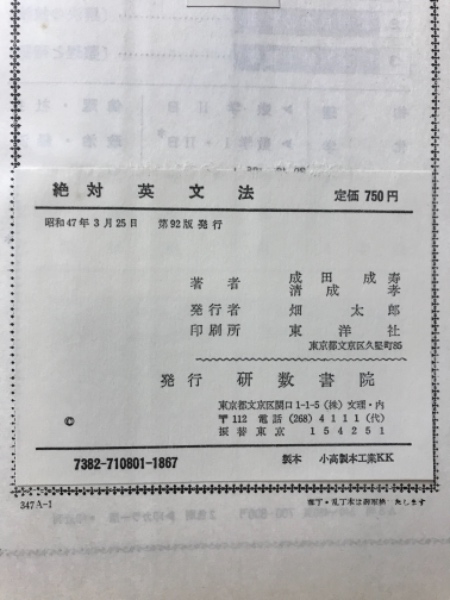 絶対英文法 定価 750円
昭和47年3月25日 第92版 発行
著者 成田成寿
清成孝
発行者 畑太郎
印刷所 東洋社
東京都文京区久堅町85
発行 研数書院
東京都文京区関口1-1-5(株)文理・内
〒112 電話(268)4111(代)
振替東京 154251
©
7382-710801-1867 製本 小高製本工業KK
347A-1